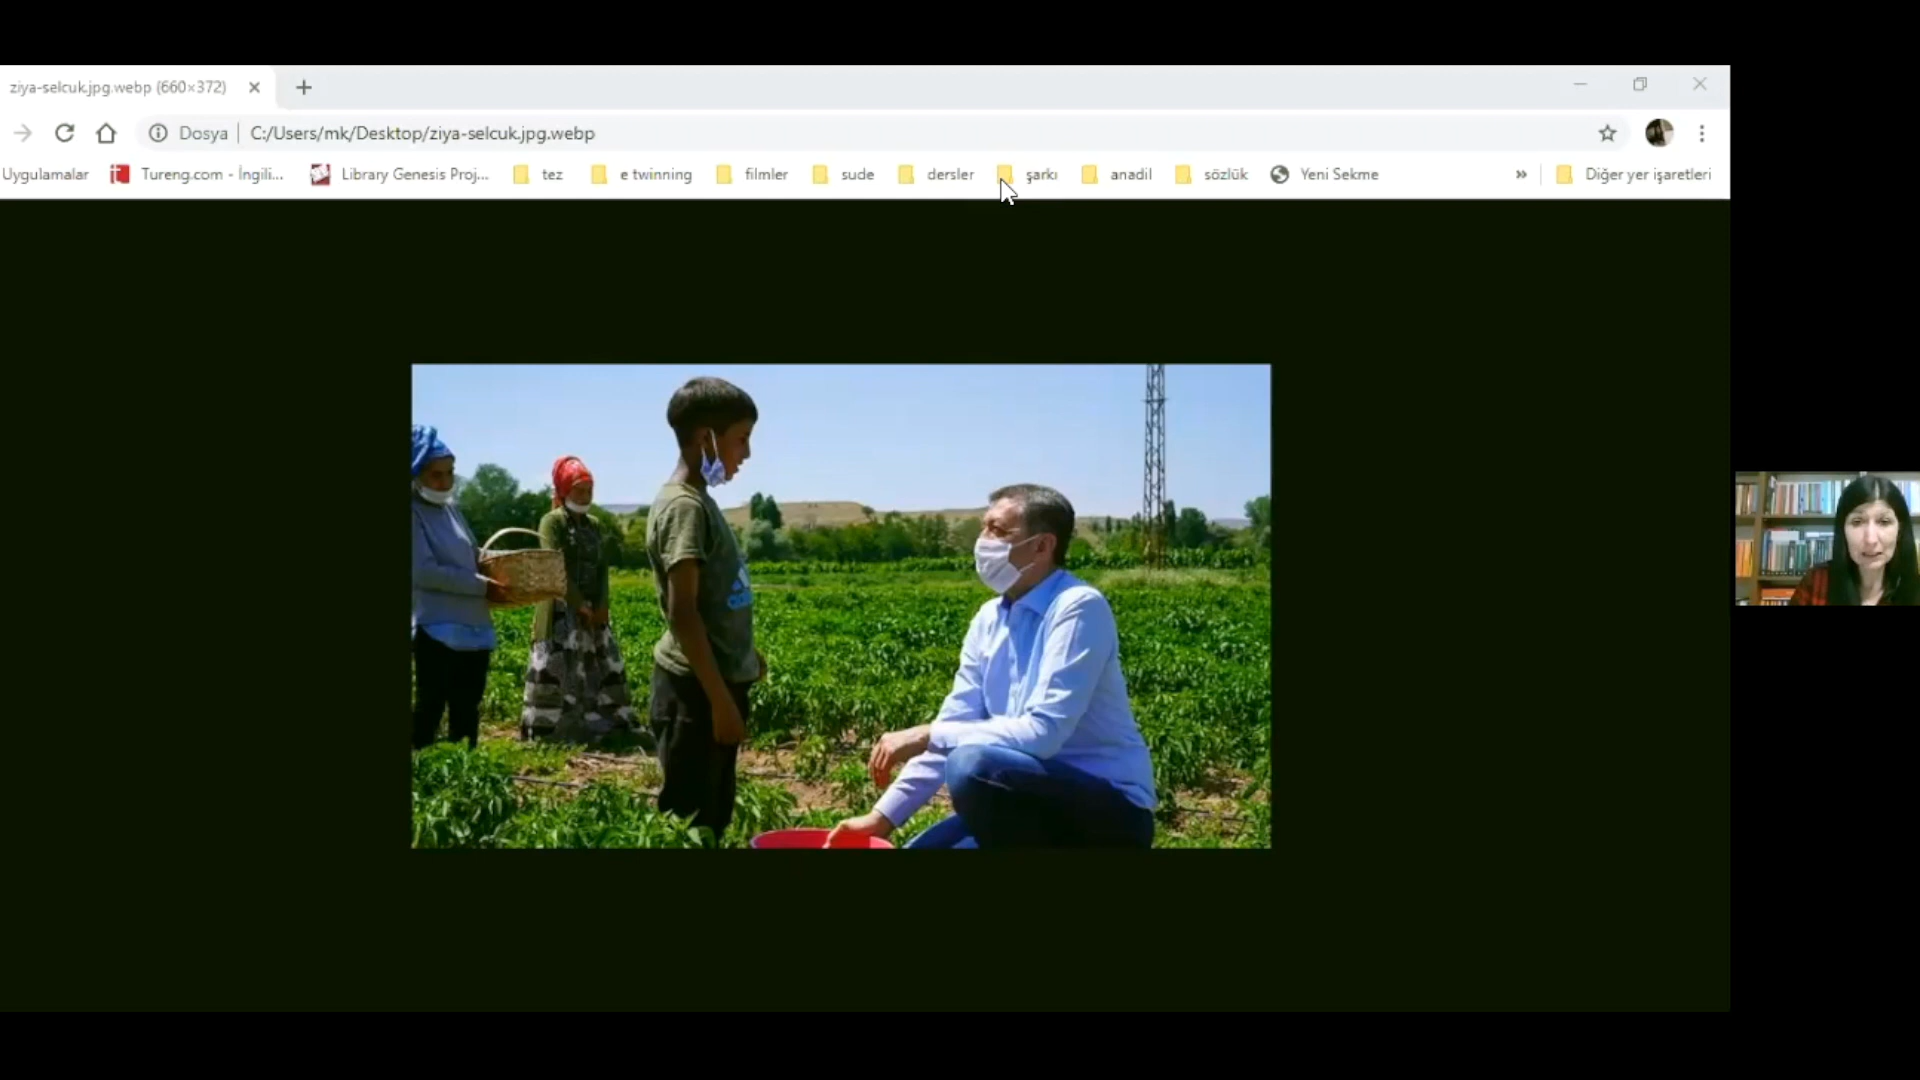 ziya-selcuk.jpg.webp (660×372)
Dosya C:/Users/mk/Desktop/ziya-selcuk.jpg.webp
Uygulamalar Tureng.com - İngili... Library Genesis Proj... tez e twinning filmler sude dersler şarkı anadil sözlük Yeni Sekme » Diğer yer işaretleri
adidas